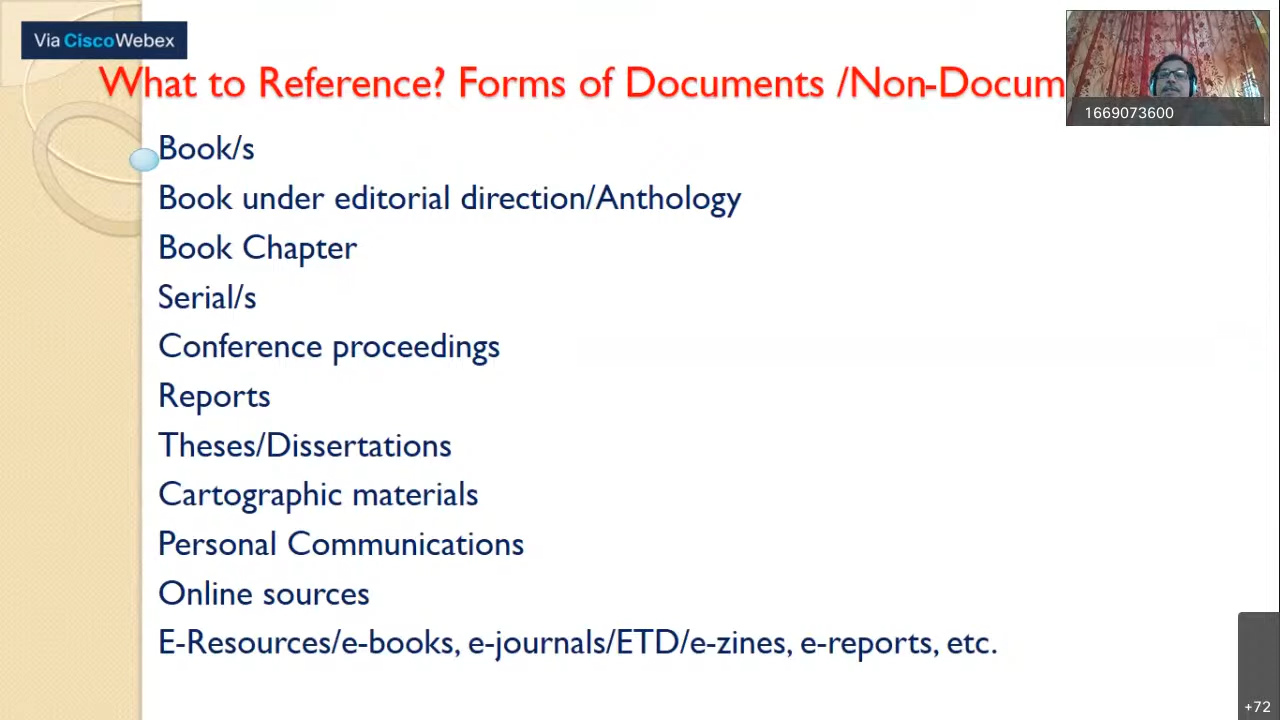 Via CiscoWebex
What to Reference? Forms of Documents /Non-Docum
1669073600
Book/s
Book under editorial direction/Anthology
Book Chapter
Serial/s
Conference proceedings
Reports
Theses/Dissertations
Cartographic materials
Personal Communications
Online sources
E-Resources/e-books, e-journals/ETD/e-zines, e-reports, etc.
+72